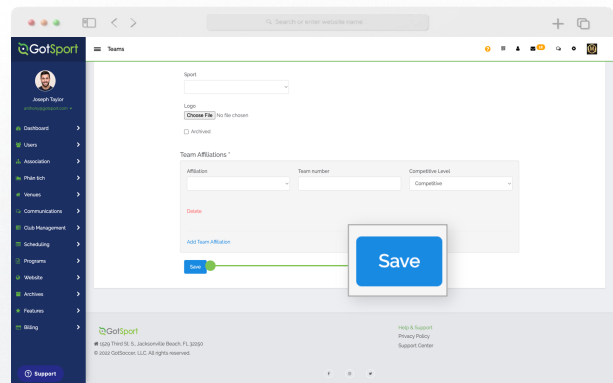 Search or enter website name
GotSport
Teams
Joseph Taylor
Dashboard
Users
Association
Phân tích
Venues
Communications
Club Management
Scheduling
Programs
Website
Archives
Features
Billing
Support
Sport
Logo
Choose File No file chosen
Archived
Team Affiliations *
Affiliation Team number Competitive Level
Competitive
Delete
Add Team Affiliation
Save
Save
GotSport
1529 Third St. S., Jacksonville Beach, FL 32250
© 2022 GotSoccer, LLC. All rights reserved.
Help & Support
Privacy Policy
Support Center